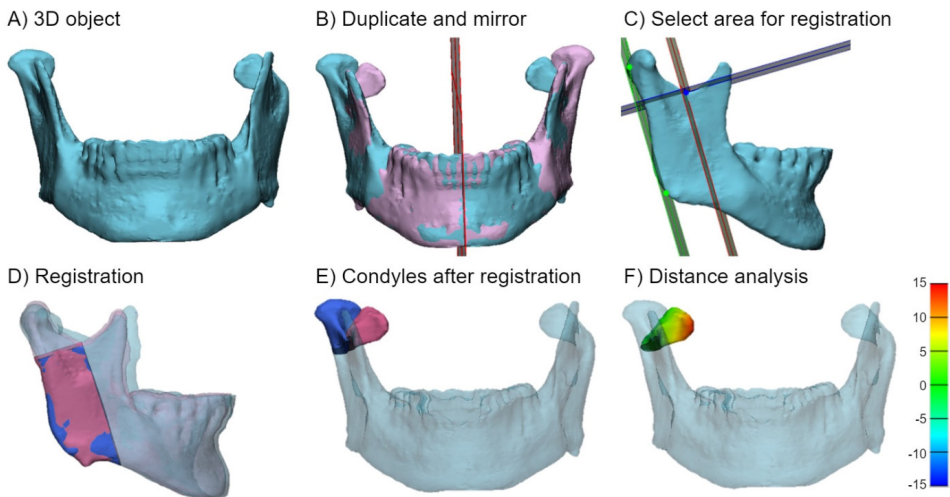 A) 3D object
B) Duplicate and mirror
C) Select area for registration
D) Registration
E) Condyles after registration
F) Distance analysis
15
10
5
0
-5
-10
-15